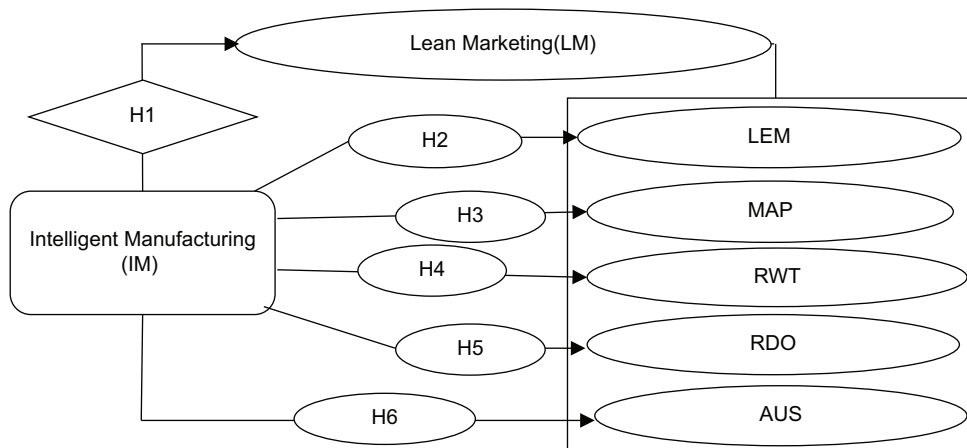 Lean Marketing(LM)
H1
H2
LEM
H3
MAP
Intelligent Manufacturing
(IM)
H4
RWT
H5
RDO
H6
AUS